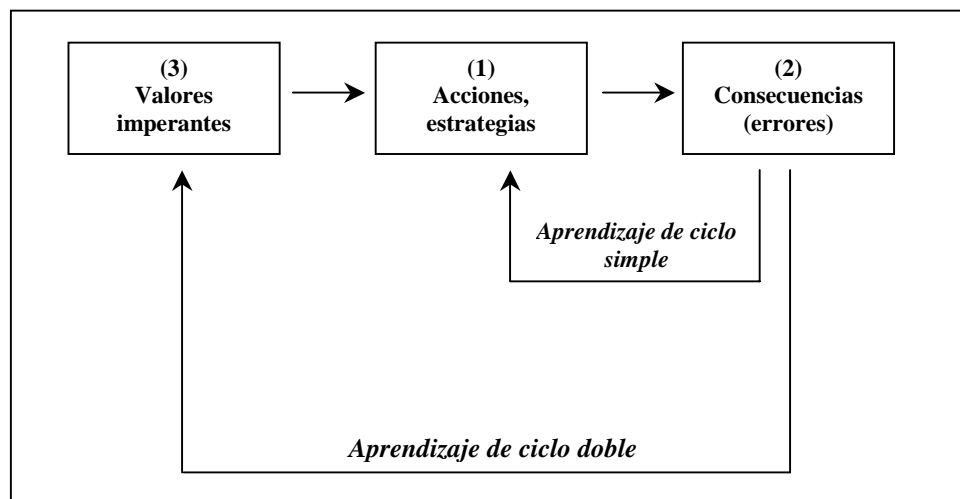 (3)
Valores
imperantes
(1)
Acciones,
estrategias
(2)
Consecuencias
(errores)
Aprendizaje de ciclo
simple
Aprendizaje de ciclo doble